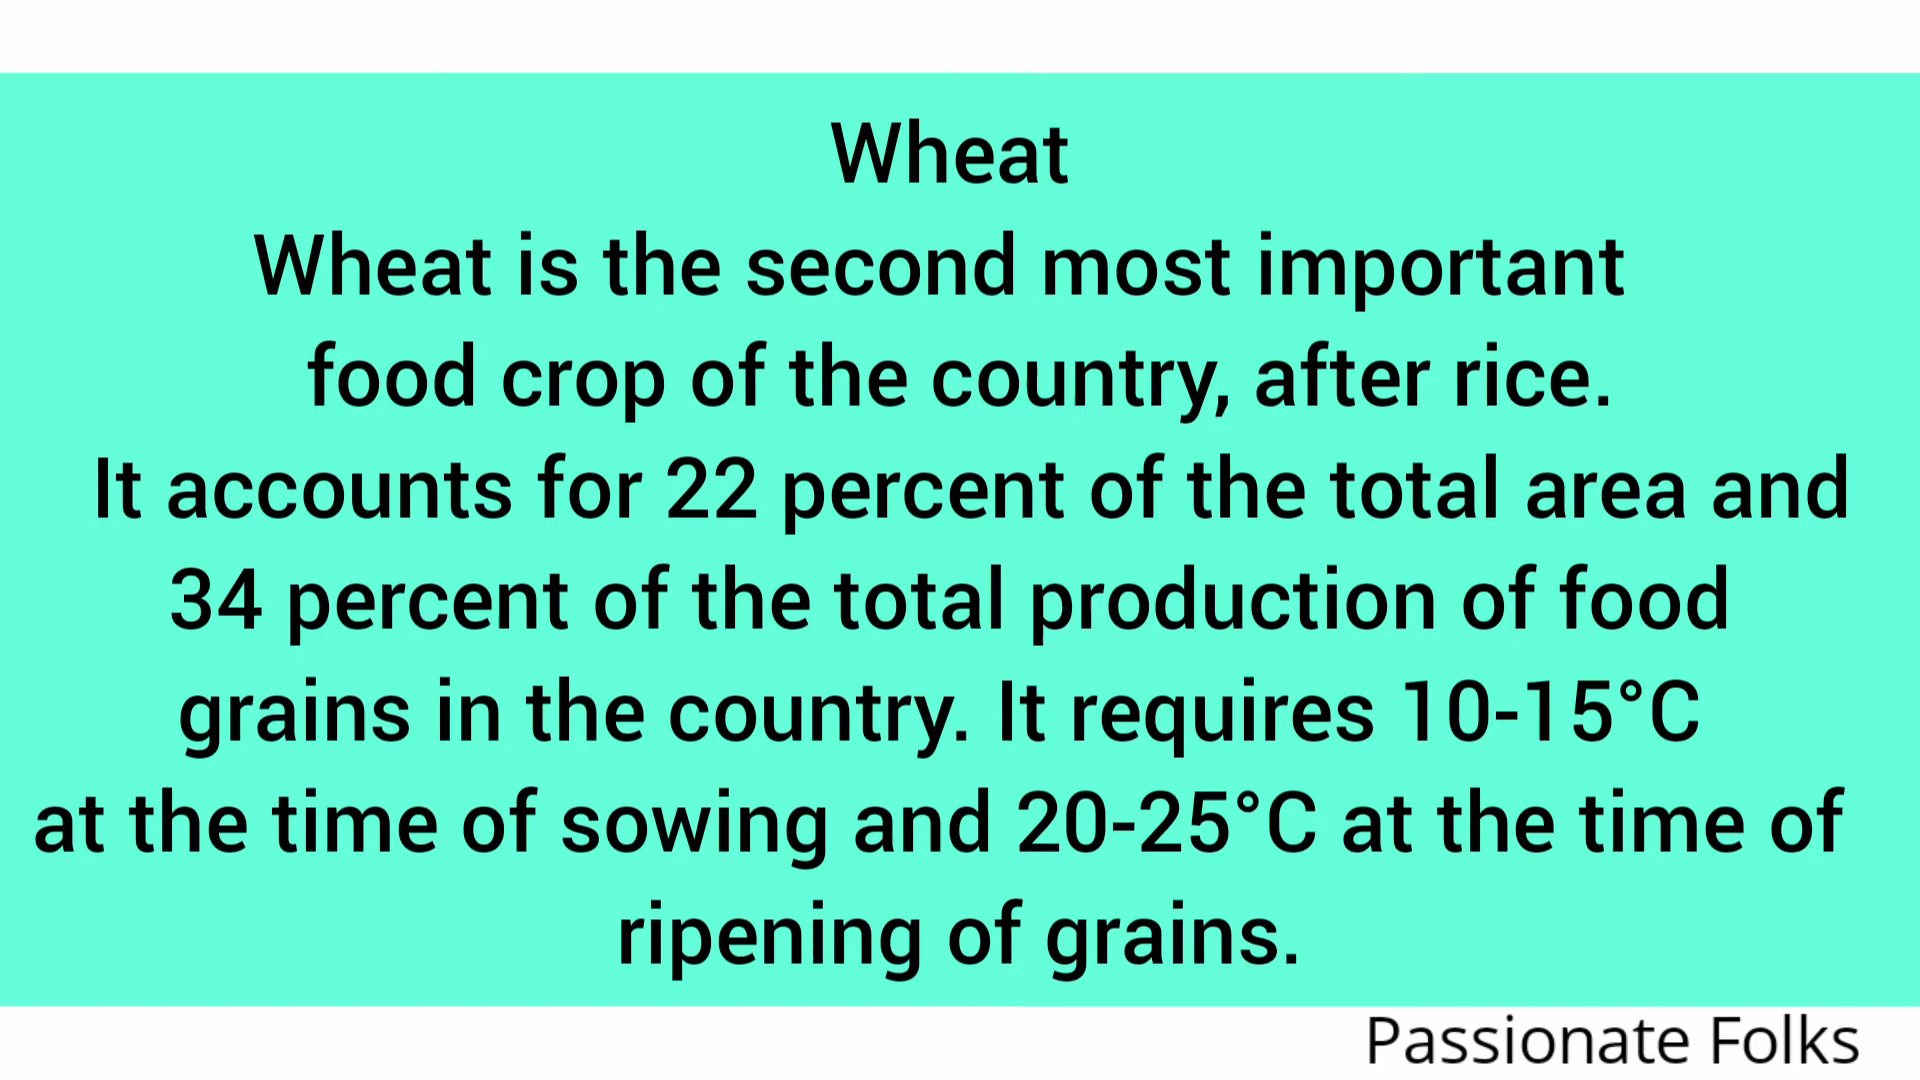 Wheat
Wheat is the second most important
food crop of the country, after rice.
It accounts for 22 percent of the total area and
34 percent of the total production of food
grains in the country. It requires 10-15°C
at the time of sowing and 20-25°C at the time of
ripening of grains.
Passionate Folks